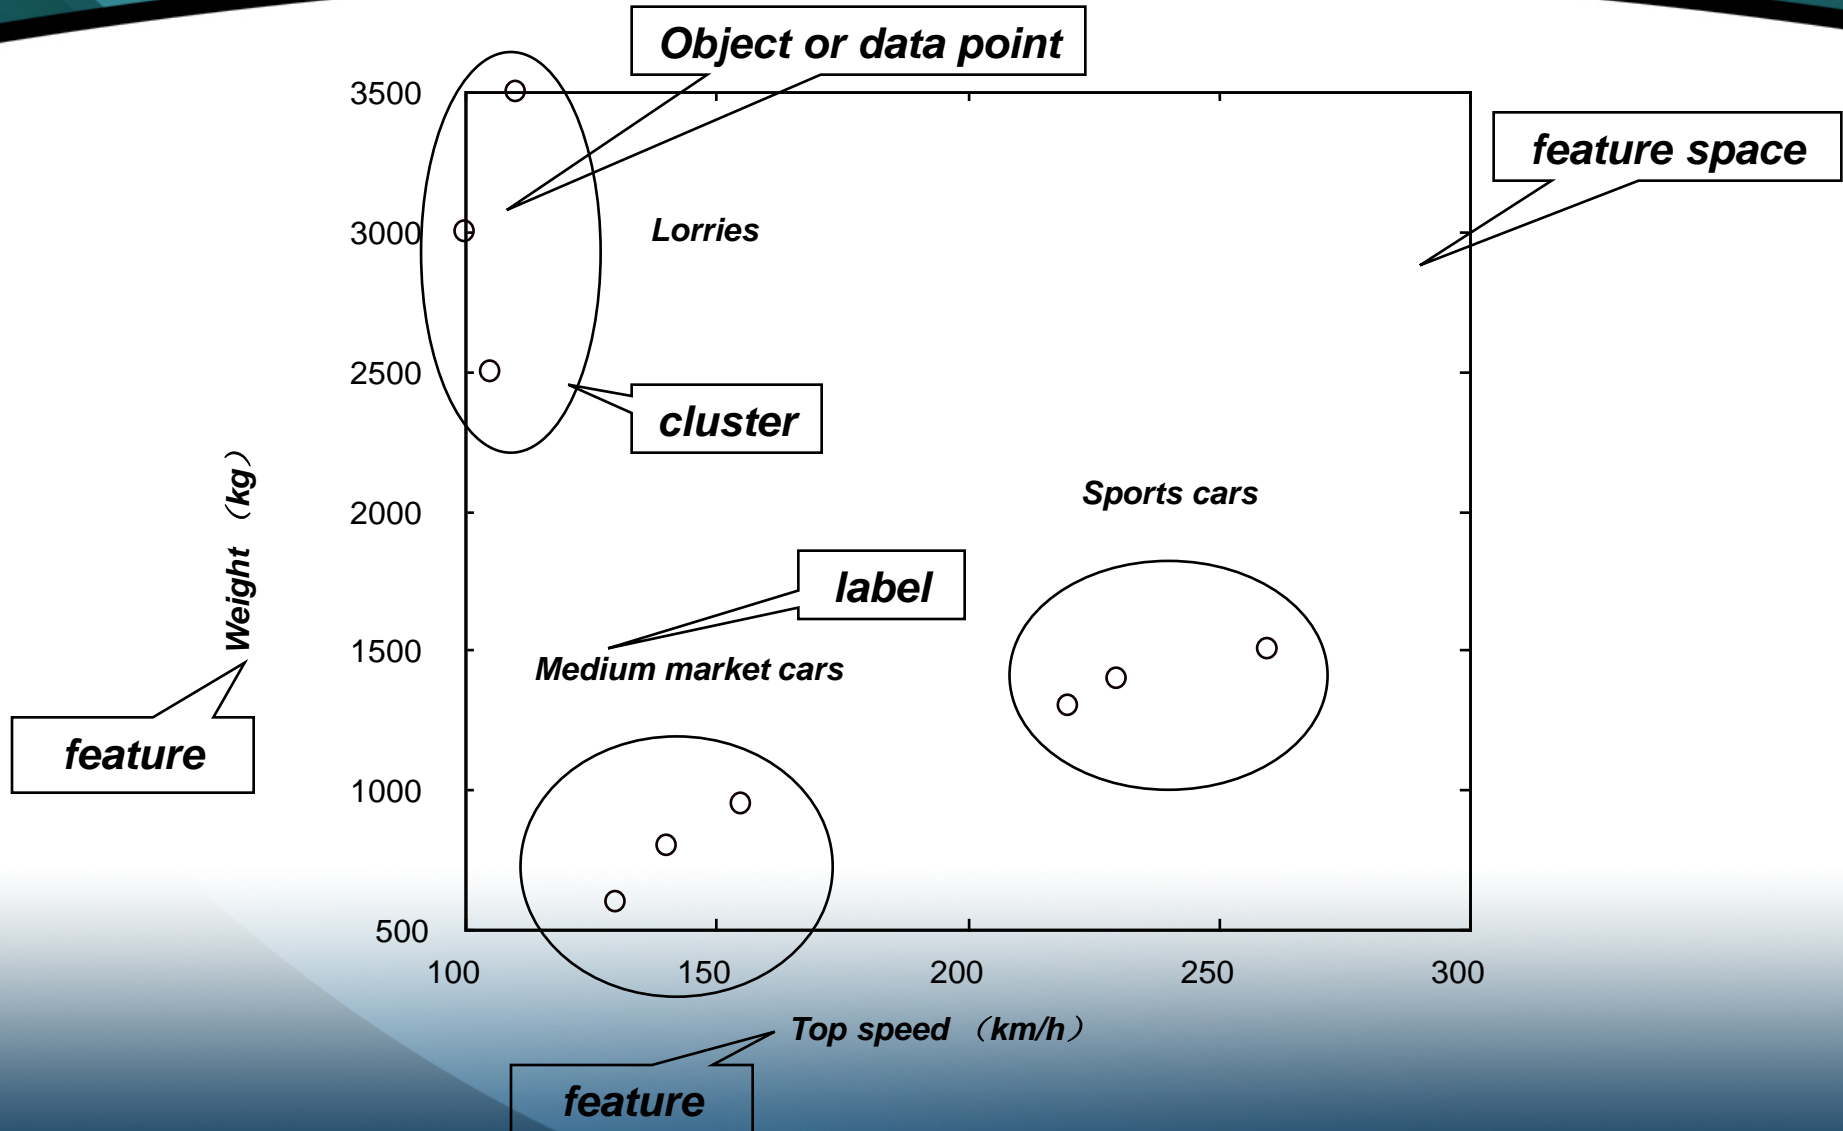 Object or data point
3500
feature space
3000
Lorries
2500
cluster
Sports cars
2000
Weight （kg）
label
1500
Medium market cars
feature
1000
500
100 150 200 250 300
Top speed （km/h）
feature